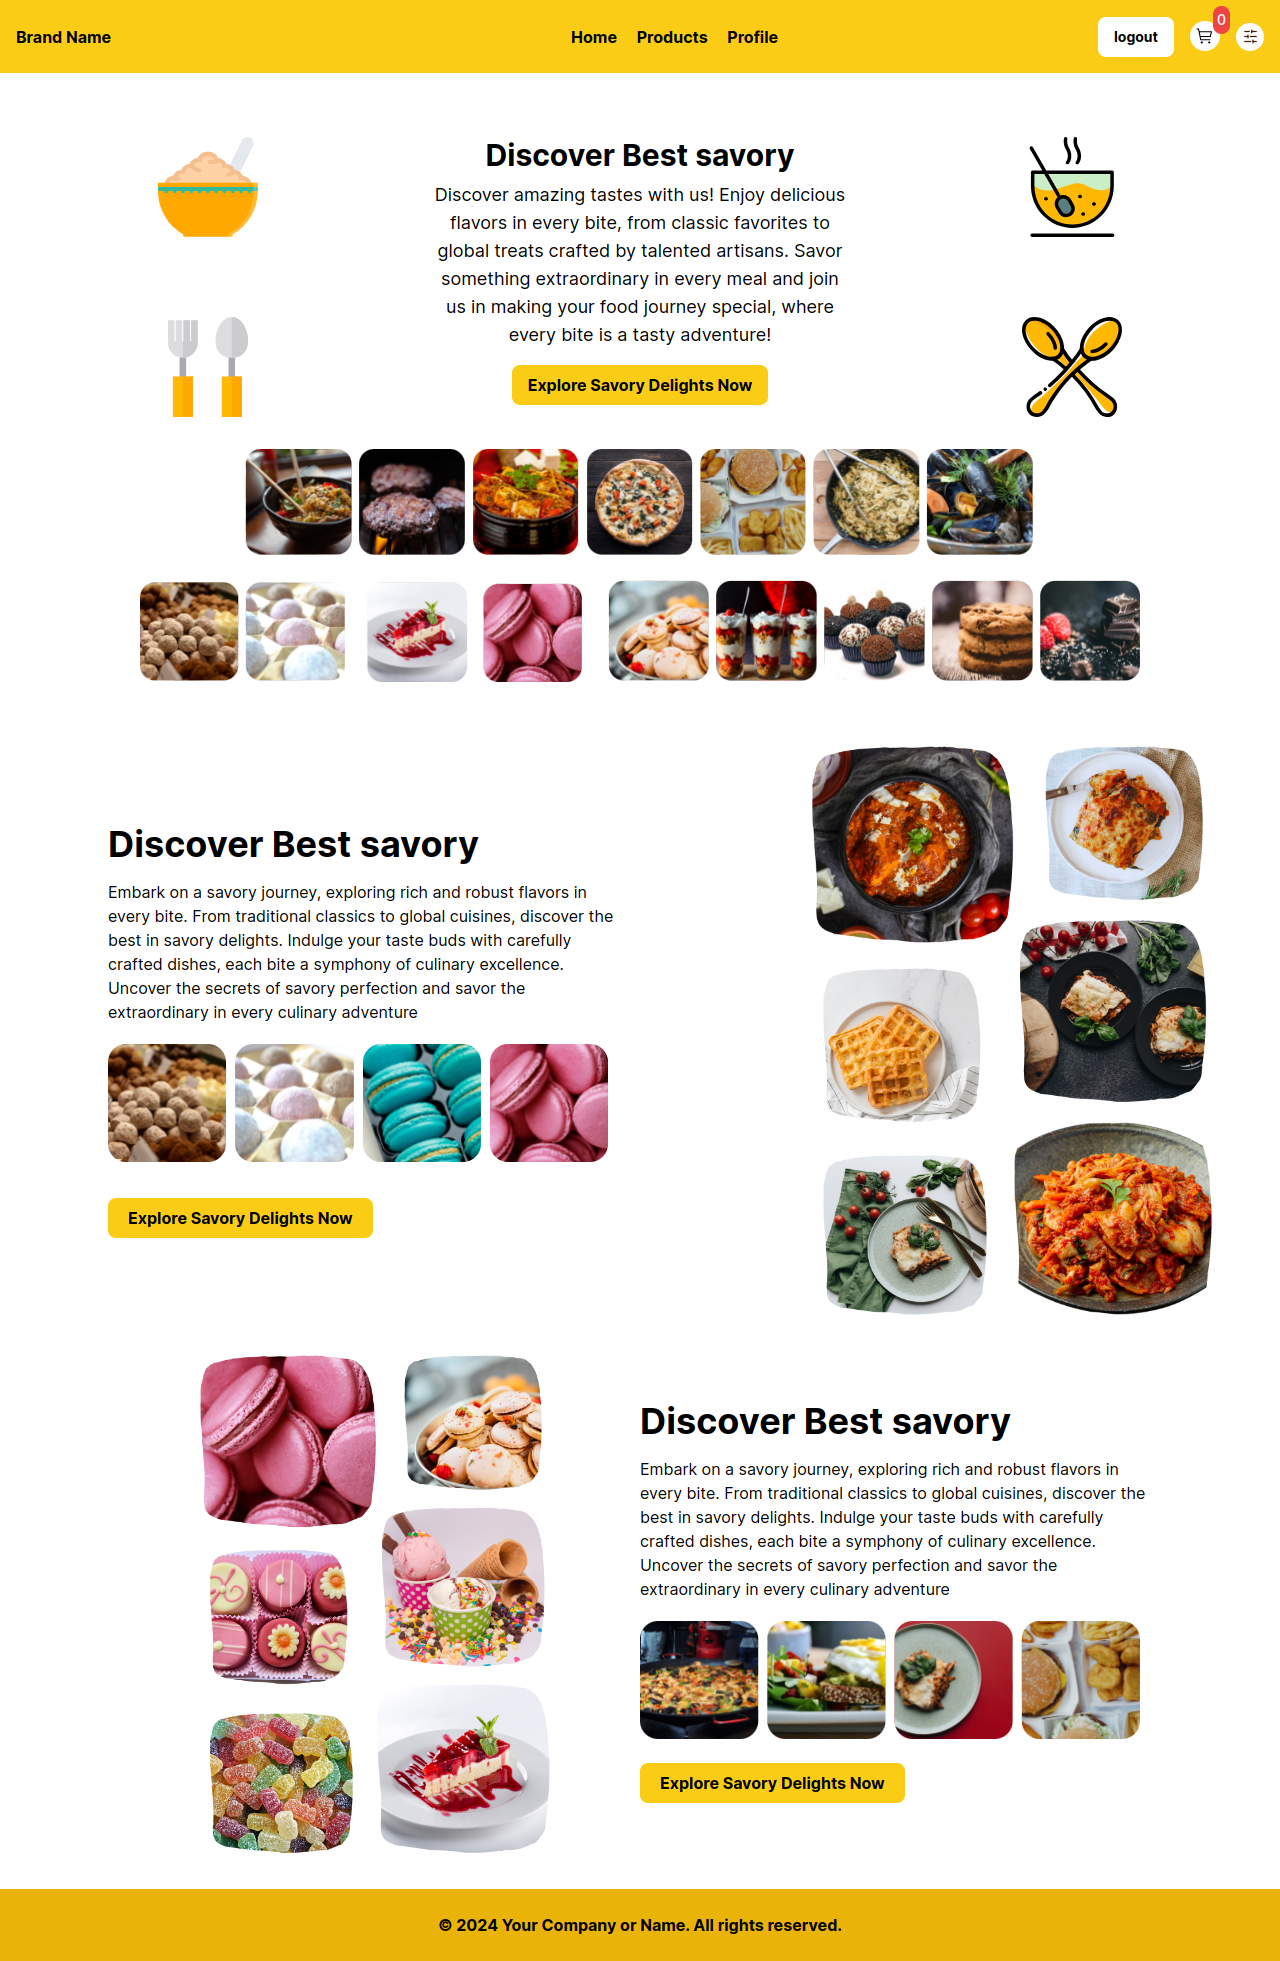 Brand Name
Home Products Profile
logout
0
Discover Best savory
Discover amazing tastes with us! Enjoy delicious
flavors in every bite, from classic favorites to
global treats crafted by talented artisans. Savor
something extraordinary in every meal and join
us in making your food journey special, where
every bite is a tasty adventure!
Explore Savory Delights Now
Discover Best savory
Embark on a savory journey, exploring rich and robust flavors in
every bite. From traditional classics to global cuisines, discover the
best in savory delights. Indulge your taste buds with carefully
crafted dishes, each bite a symphony of culinary excellence.
Uncover the secrets of savory perfection and savor the
extraordinary in every culinary adventure
Explore Savory Delights Now
Discover Best savory
Embark on a savory journey, exploring rich and robust flavors in
every bite. From traditional classics to global cuisines, discover the
best in savory delights. Indulge your taste buds with carefully
crafted dishes, each bite a symphony of culinary excellence.
Uncover the secrets of savory perfection and savor the
extraordinary in every culinary adventure
Explore Savory Delights Now
© 2024 Your Company or Name. All rights reserved.